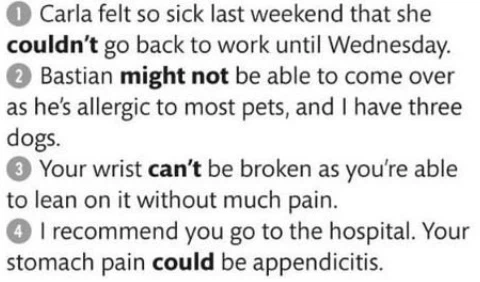 1 Carla felt so sick last weekend that she
couldn't go back to work until Wednesday.
2 Bastian might not be able to come over
as he's allergic to most pets, and I have three
dogs.
3 Your wrist can't be broken as you're able
to lean on it without much pain.
4 I recommend you go to the hospital. Your
stomach pain could be appendicitis.